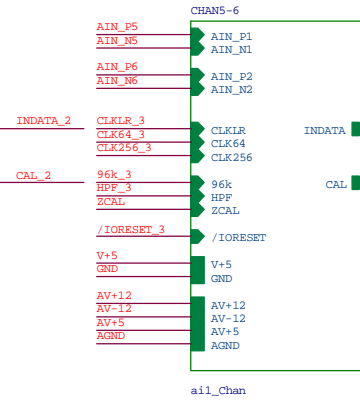 CHAN5-6
AIN_P5 AIN_P1
AIN_N5 AIN_N1
AIN_P6 AIN_P2
AIN_N6 AIN_N2
INDATA_2 CLKLR_3 CLKLR INDATA
CLK64_3 CLK64
CLK256_3 CLK256
CAL_2 96k_3 96k CAL
HPF_3 HPF
ZCAL ZCAL
/IORESET_3 /IORESET
V+5 V+5
GND GND
AV+12 AV+12
AV-12 AV-12
AV+5 AV+5
AGND AGND
ai1_Chan